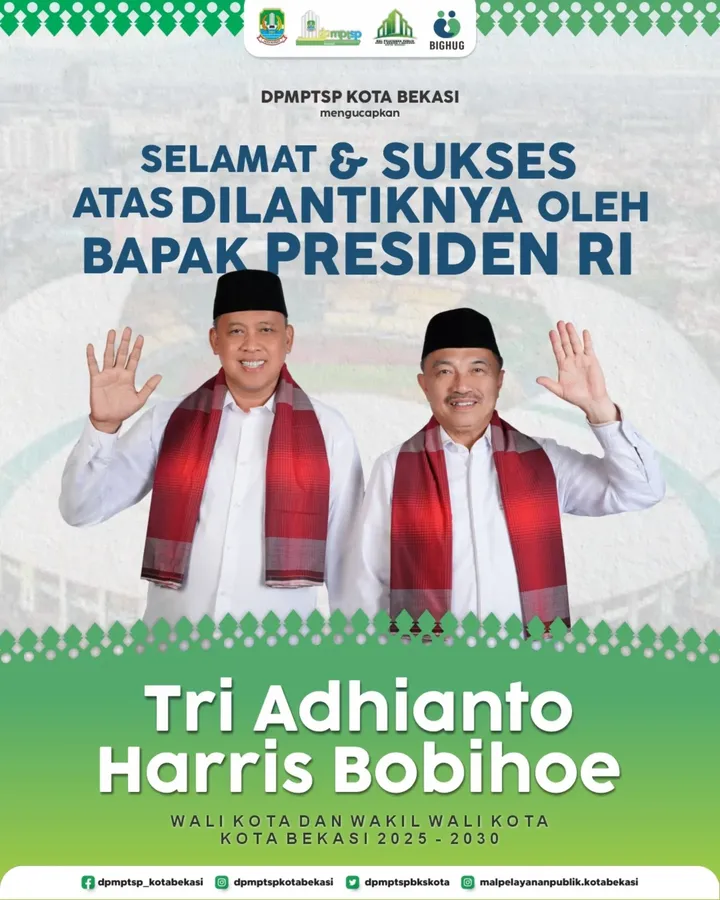 dpmptsp
BIGHUG
DPMPTSP KOTA BEKASI
mengucapkan
SELAMAT & SUKSES
ATAS DILANTIKNYA OLEH
BAPAK PRESIDEN RI
Tri Adhianto
Harris Bobihoe
WALI KOTA DAN WAKIL WALI KOTA
KOTA BEKASI 2025 - 2030
dpmptsp_kotabekasi dpmptspkotabekasi dpmptspbkskota malpelayananpublik.kotabekasi